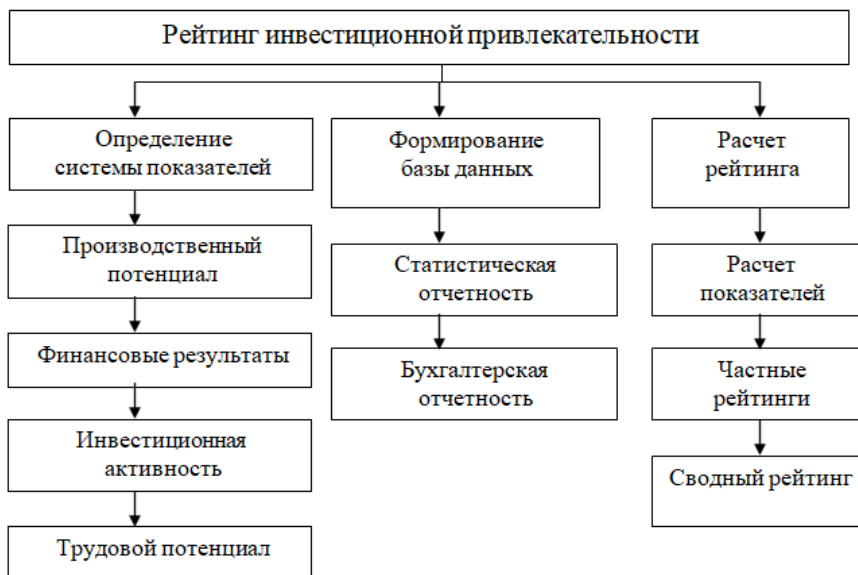 Рейтинг инвестиционной привлекательности
Определение
системы показателей
Производственный
потенциал
Финансовые результаты
Инвестиционная
активность
Трудовой потенциал
Формирование
базы данных
Статистическая
отчетность
Бухгалтерская
отчетность
Расчет
рейтинга
Расчет
показателей
Частные
рейтинги
Сводный рейтинг